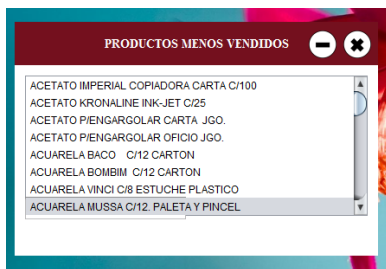 PRODUCTOS MENOS VENDIDOS
ACETATO IMPERIAL COPIADORA CARTA C/100
ACETATO KRONALINE INK-JET C/25
ACETATO P/ENGARGOLAR CARTA JGO.
ACETATO P/ENGARGOLAR OFICIO JGO.
ACUARELA BACO C/12 CARTON
ACUARELA BOMBIM C/12 CARTON
ACUARELA VINCI C/8 ESTUCHE PLASTICO
ACUARELA MUSSA C/12. PALETA Y PINCEL